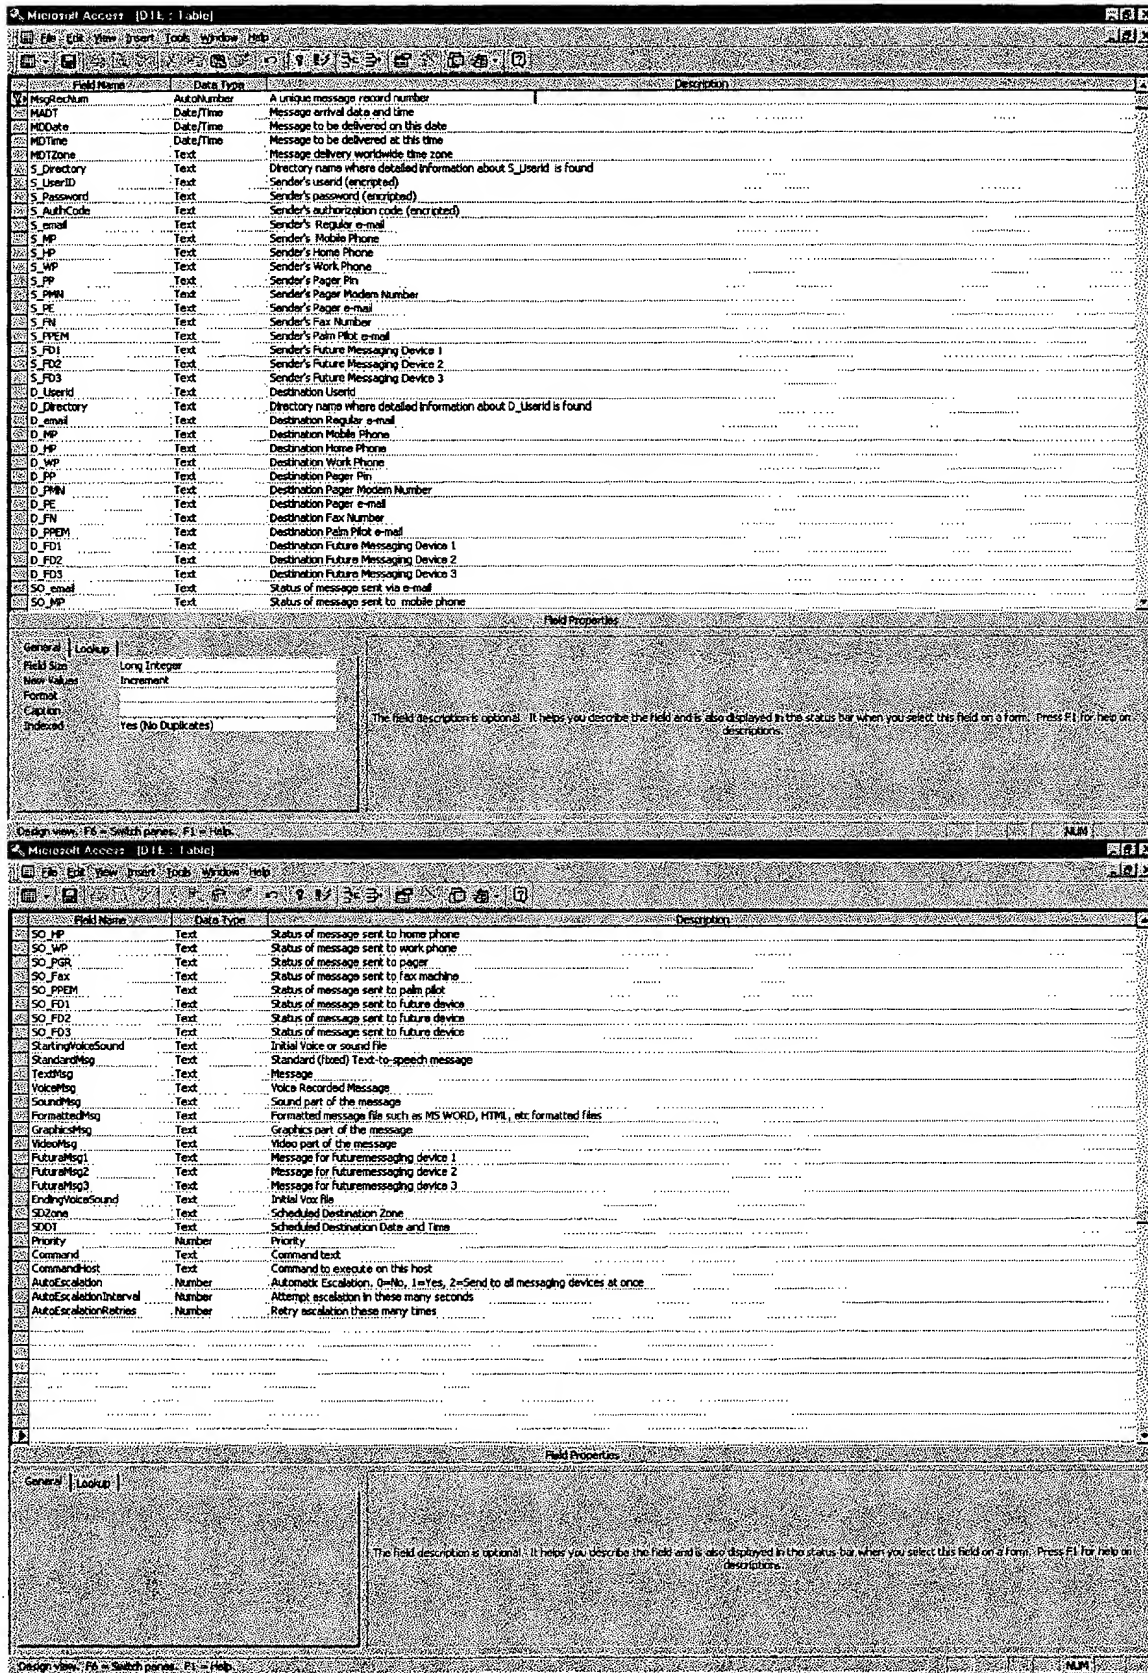 Microsoft Access - [DTE : Table]
File Edit View Insert Tools Window Help
Field Name Data Type Description
MsgRecNum AutoNumber A unique message record number
MADT Date/Time Message arrival data and time
MDDate Date/Time Message to be delivered on this date
MDTime Date/Time Message to be delivered at this time
MDTZone Text Message delivery worldwide time zone
S_Directory Text Directory name where detailed information about S_Userid is found
S_UserID Text Sender's userid (encripted)
S_Password Text Sender's password (encripted)
S_AuthCode Text Sender's authorization code (encripted)
S_email Text Sender's Regular e-mail
S_MP Text Sender's Mobile Phone
S_HP Text Sender's Home Phone
S_WP Text Sender's Work Phone
S_PP Text Sender's Pager Pin
S_PMN Text Sender's Pager Modem Number
S_PE Text Sender's Pager e-mail
S_FN Text Sender's Fax Number
S_PPEM Text Sender's Palm Pilot e-mail
S_FD1 Text Sender's Future Messaging Device 1
S_FD2 Text Sender's Future Messaging Device 2
S_FD3 Text Sender's Future Messaging Device 3
D_Userid Text Destination Userid
D_Directory Text Directory name where detailed information about D_Userid is found
D_email Text Destination Regular e-mail
D_MP Text Destination Mobile Phone
D_HP Text Destination Home Phone
D_WP Text Destination Work Phone
D_PP Text Destination Pager Pin
D_PMN Text Destination Pager Modem Number
D_PE Text Destination Pager e-mail
D_FN Text Destination Fax Number
D_PPEM Text Destination Palm Pilot e-mail
D_FD1 Text Destination Future Messaging Device 1
D_FD2 Text Destination Future Messaging Device 2
D_FD3 Text Destination Future Messaging Device 3
SO_email Text Status of message sent via e-mail
SO_MP Text Status of message sent to mobile phone
Field Properties
General Lookup
Field Size Long Integer
New Values Increment
Format
Caption
Indexed Yes (No Duplicates)
The field description is optional. It helps you describe the field and is also displayed in the status bar when you select this field on a form. Press F1 for help on
descriptions.
Design view. F6 = Switch panes. F1 = Help. NUM
Microsoft Access - [DTE : Table]
File Edit View Insert Tools Window Help
Field Name Data Type Description
SO_HP Text Status of message sent to home phone
SO_WP Text Status of message sent to work phone
SO_PGR Text Status of message sent to pager
SO_Fax Text Status of message sent to fax machine
SO_PPEM Text Status of message sent to palm pilot
SO_FD1 Text Status of message sent to future device
SO_FD2 Text Status of message sent to future device
SO_FD3 Text Status of message sent to future device
StartingVoiceSound Text Initial Voice or sound file
StandardMsg Text Standard (fixed) Text-to-speech message
TextMsg Text Message
VoiceMsg Text Voice Recorded Message
SoundMsg Text Sound part of the message
FormattedMsg Text Formatted message file such as MS WORD, HTML, etc formatted files
GraphicsMsg Text Graphics part of the message
VideoMsg Text Video part of the message
FuturaMsg1 Text Message for futuremessaging device 1
FuturaMsg2 Text Message for futuremessaging device 2
FuturaMsg3 Text Message for futuremessaging device 3
EndingVoiceSound Text Initial Vox file
SDZone Text Scheduled Destination Zone
SDDT Text Scheduled Destination Date and Time
Priority Number Priority
Command Text Command text
CommandHost Text Command to execute on this host
AutoEscalation Number Automatic Escalation, 0=No, 1=Yes, 2=Send to all messaging devices at once
AutoEscalationInterval Number Attempt escalation in these many seconds
AutoEscalationRetries Number Retry escalation these many times
Field Properties
General Lookup
The field description is optional. It helps you describe the field and is also displayed in the status bar when you select this field on a form. Press F1 for help on
descriptions.
Design view. F6 = Switch panes. F1 = Help. NUM